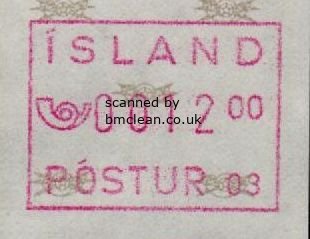 ÍSLAND
0012 00
scanned by
bmclean.co.uk
PÓSTUR 03